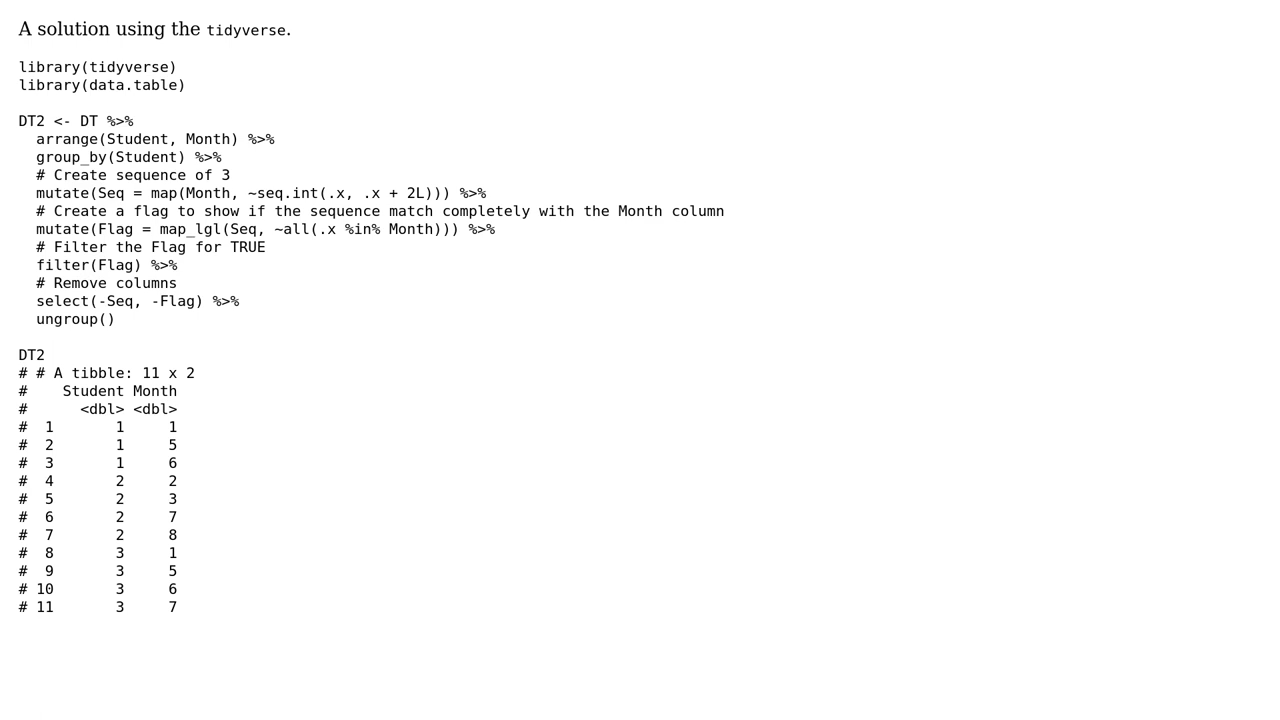 A solution using the tidyverse.
library(tidyverse)
library(data.table)
DT2 <- DT %>%
  arrange(Student, Month) %>%
  group_by(Student) %>%
  # Create sequence of 3
  mutate(Seq = map(Month, ~seq.int(.x, .x + 2L))) %>%
  # Create a flag to show if the sequence match completely with the Month column
  mutate(Flag = map_lgl(Seq, ~all(.x %in% Month))) %>%
  # Filter the Flag for TRUE
  filter(Flag) %>%
  # Remove columns
  select(-Seq, -Flag) %>%
  ungroup()
DT2
# # A tibble: 11 x 2
#    Student Month
#      <dbl> <dbl>
#  1       1     1
#  2       1     5
#  3       1     6
#  4       2     2
#  5       2     3
#  6       2     7
#  7       2     8
#  8       3     1
#  9       3     5
# 10       3     6
# 11       3     7